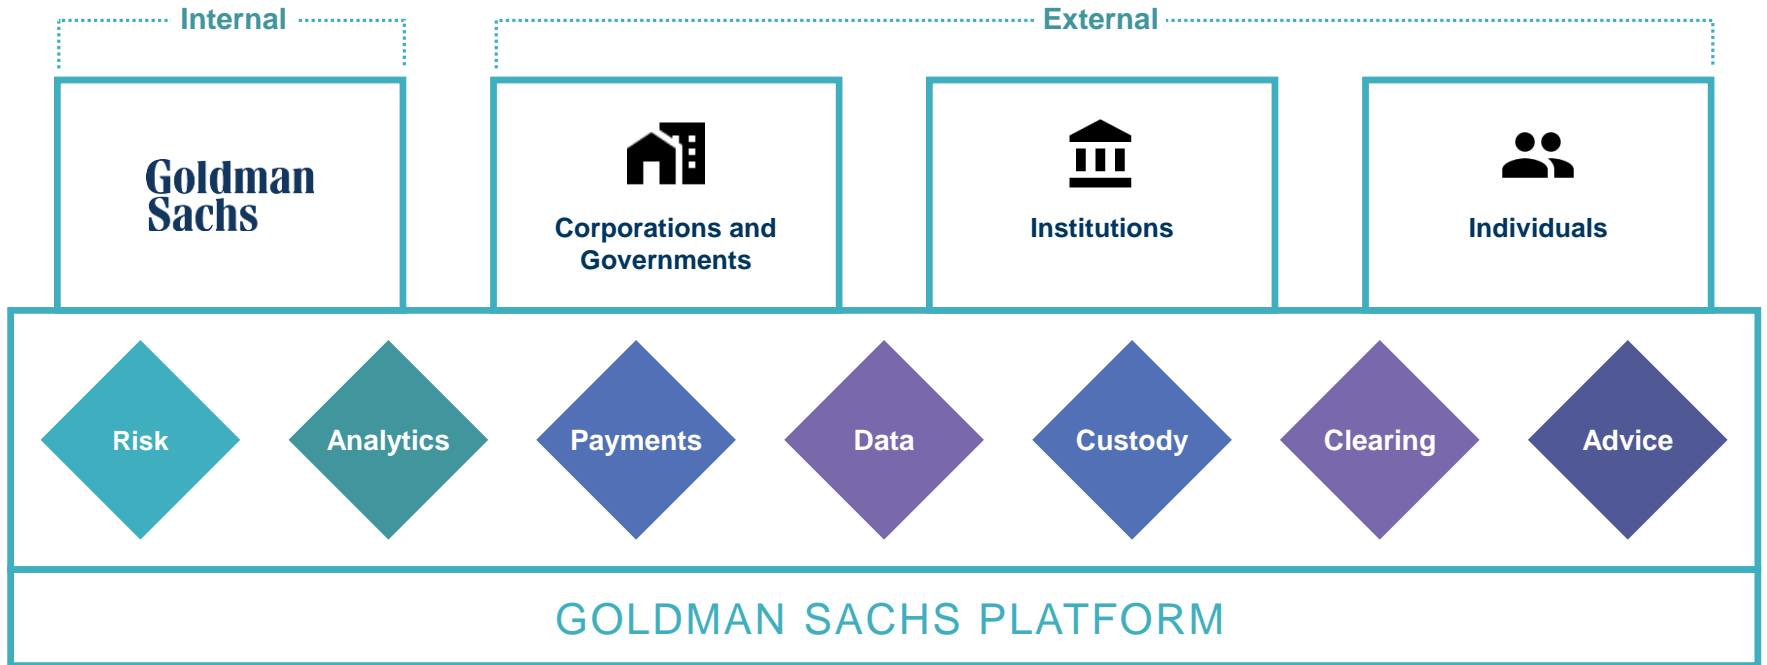 Internal
External
Goldman
Sachs
Corporations and
Governments
Institutions
Individuals
Risk
Analytics
Payments
Data
Custody
Clearing
Advice
GOLDMAN SACHS PLATFORM